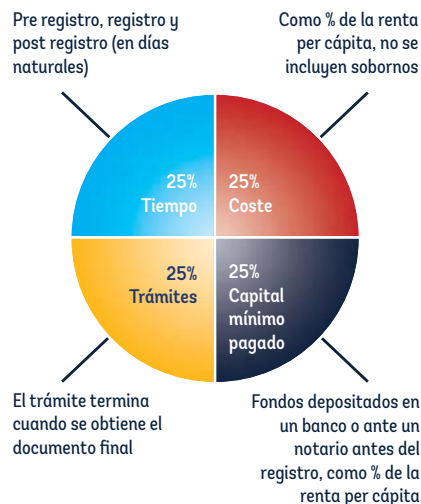 Pre registro, registro y
post registro (en días
naturales)
Como % de la renta
per cápita, no se
incluyen sobornos
25%
Tiempo
25%
Coste
25%
Trámites
25%
Capital
mínimo
pagado
El trámite termina
cuando se obtiene el
documento final
Fondos depositados en
un banco o ante un
notario antes del
registro, como % de la
renta per cápita